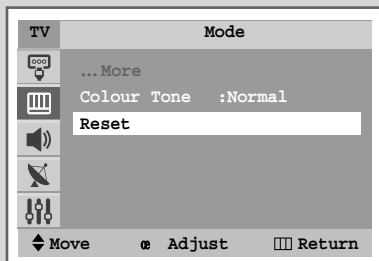 TV Mode
...More
Colour Tone :Normal
Reset
Move œ Adjust Return